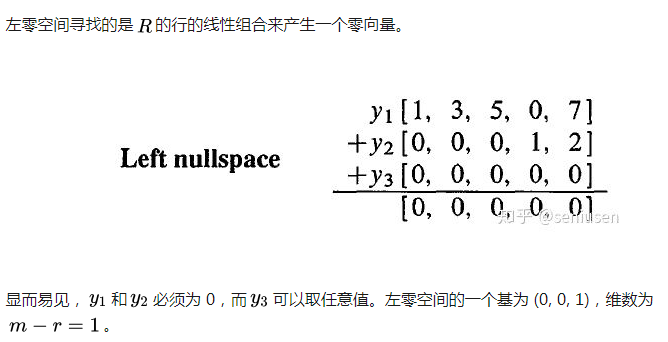 左零空间寻找的是 R 的行的线性组合来产生一个零向量。
y₁ [1, 3, 5, 0, 7]
+y₂ [0, 0, 0, 1, 2]
Left nullspace
+y₃ [0, 0, 0, 0, 0]
[0, 0, 0, 0, 0]
知乎 @seniusen
显而易见，y₁ 和 y₂ 必须为 0，而 y₃ 可以取任意值。左零空间的一个基为 (0, 0, 1)，维数为
m − r = 1。